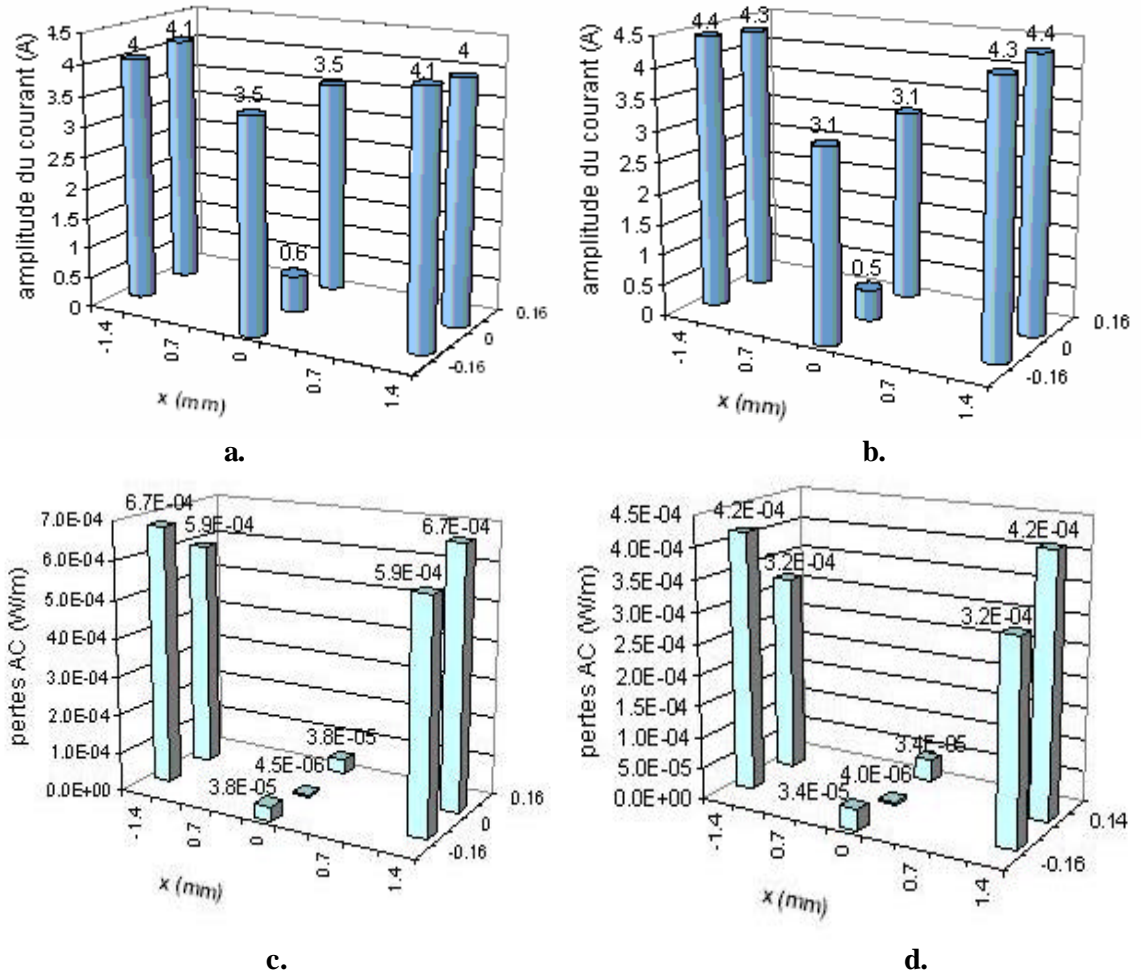 amplitude du courant (A)
4.5
4
3.5
3
2.5
2
1.5
1
0.5
0
4
4.1
3.5
0.6
3.5
4.1
4
-1.4
0.7
0
0.7
1.4
x (mm)
-0.16
0
0.16
a.
amplitude du courant (A)
4.5
4
3.5
3
2.5
2
1.5
1
0.5
0
4.4
4.3
3.1
0.5
3.1
4.3
4.4
-1.4
0.7
0
0.7
1.4
x (mm)
-0.16
0
0.16
b.
pertes AC (W/m)
7.0E-04
6.0E-04
5.0E-04
4.0E-04
3.0E-04
2.0E-04
1.0E-04
0.0E+00
6.7E-04
5.9E-04
3.8E-05
4.5E-06
3.8E-05
5.9E-04
6.7E-04
-1.4
0.7
0
0.7
1.4
x (mm)
-0.16
0
0.16
c.
pertes AC (W/m)
4.5E-04
4.0E-04
3.5E-04
3.0E-04
2.5E-04
2.0E-04
1.5E-04
1.0E-04
5.0E-05
0.0E+00
4.2E-04
3.2E-04
3.4E-05
4.0E-06
3.4E-05
3.2E-04
4.2E-04
-1.4
0.7
0
0.7
1.4
x (mm)
-0.16
0.14
d.